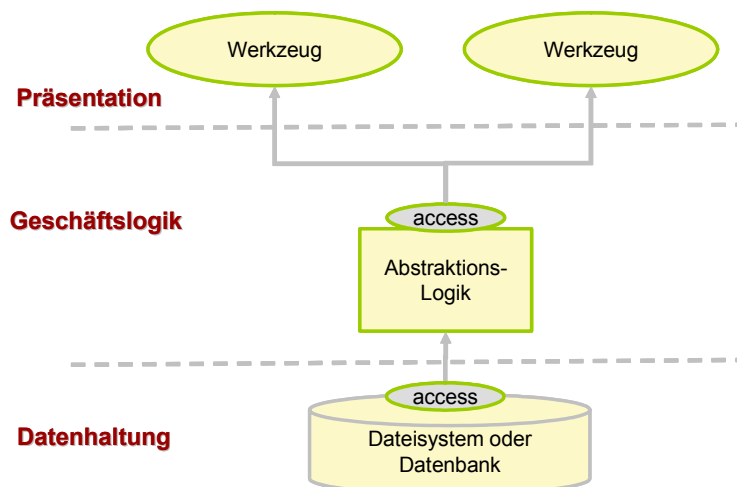 Werkzeug
Werkzeug
Präsentation
Geschäftslogik
access
Abstraktions-
Logik
access
Datenhaltung
Dateisystem oder
Datenbank